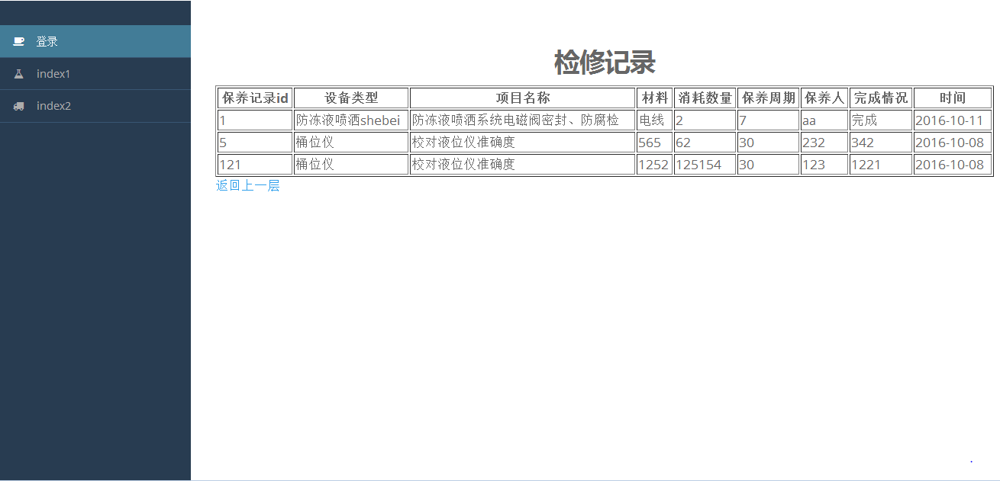 登录
index1
index2
检修记录
保养记录id 设备类型 项目名称 材料 消耗数量 保养周期 保养人 完成情况 时间
1 防冻液喷洒shebei 防冻液喷洒系统电磁阀密封、防腐检 电线 2 7 aa 完成 2016-10-11
5 桶位仪 校对液位仪准确度 565 62 30 232 342 2016-10-08
121 桶位仪 校对液位仪准确度 1252 125154 30 123 1221 2016-10-08
返回上一层